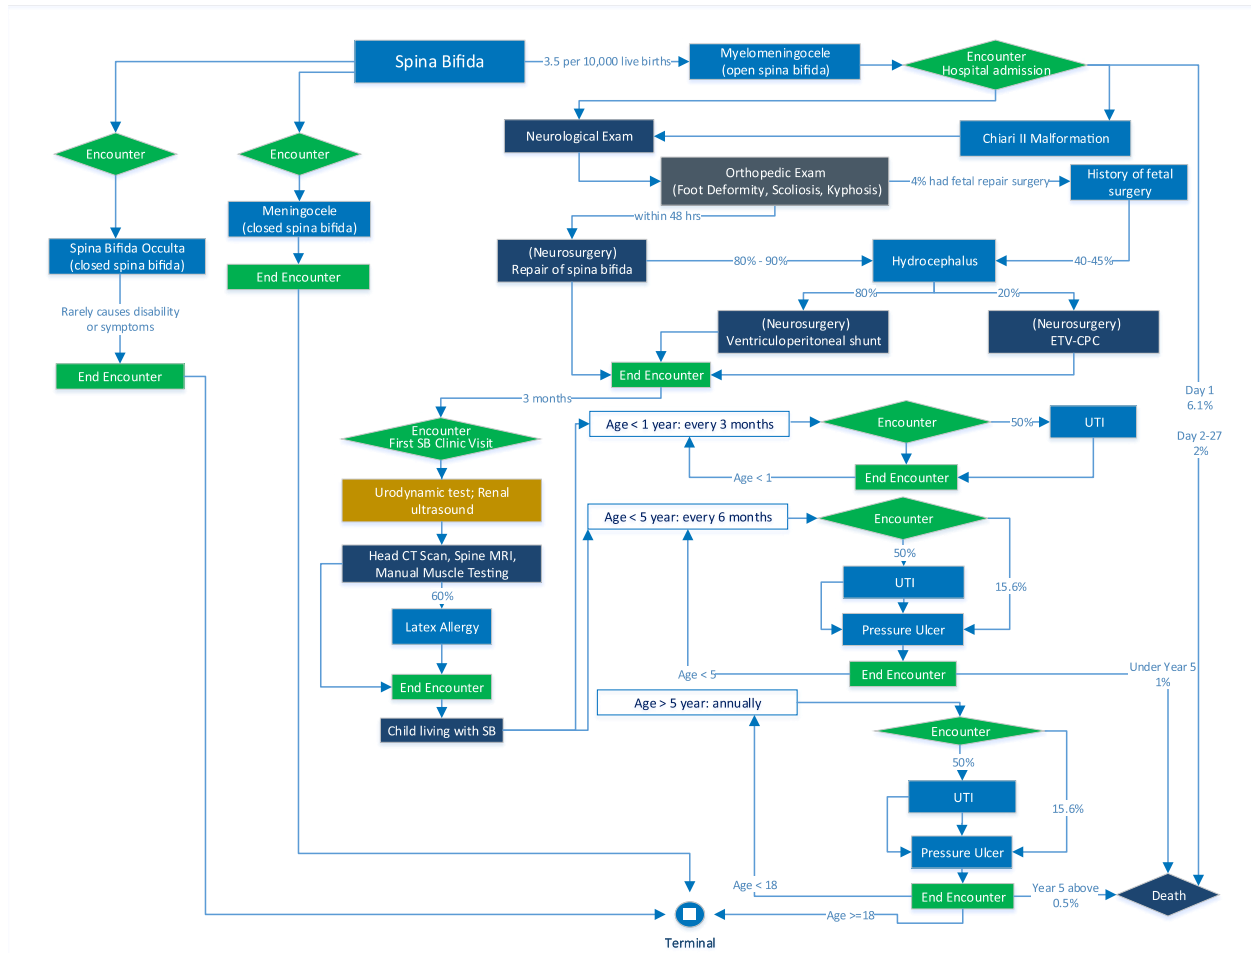 Spina Bifida
3.5 per 10,000 live births
Myelomeningocele
(open spina bifida)
Encounter
Hospital admission
Encounter
Encounter
Neurological Exam
Chiari II Malformation
Orthopedic Exam
(Foot Deformity, Scoliosis, Kyphosis)
4% had fetal repair surgery
History of fetal
surgery
Meningocele
(closed spina bifida)
within 48 hrs
Spina Bifida Occulta
(closed spina bifida)
End Encounter
(Neurosurgery)
Repair of spina bifida
80% - 90%
Hydrocephalus
40-45%
80%
20%
Rarely causes disability
or symptoms
(Neurosurgery)
Ventriculoperitoneal shunt
(Neurosurgery)
ETV-CPC
End Encounter
End Encounter
Day 1
6.1%
3 months
Encounter
First SB Clinic Visit
Age < 1 year: every 3 months
Encounter
50%
UTI
Day 2-27
2%
Age < 1
End Encounter
Urodynamic test; Renal
ultrasound
Age < 5 year: every 6 months
Encounter
Head CT Scan, Spine MRI,
Manual Muscle Testing
50%
UTI
15.6%
60%
Latex Allergy
Pressure Ulcer
End Encounter
Age < 5
End Encounter
Under Year 5
1%
Child living with SB
Age > 5 year: annually
Encounter
50%
UTI
15.6%
Pressure Ulcer
Age < 18
End Encounter
Year 5 above
0.5%
Death
Age >=18
Terminal